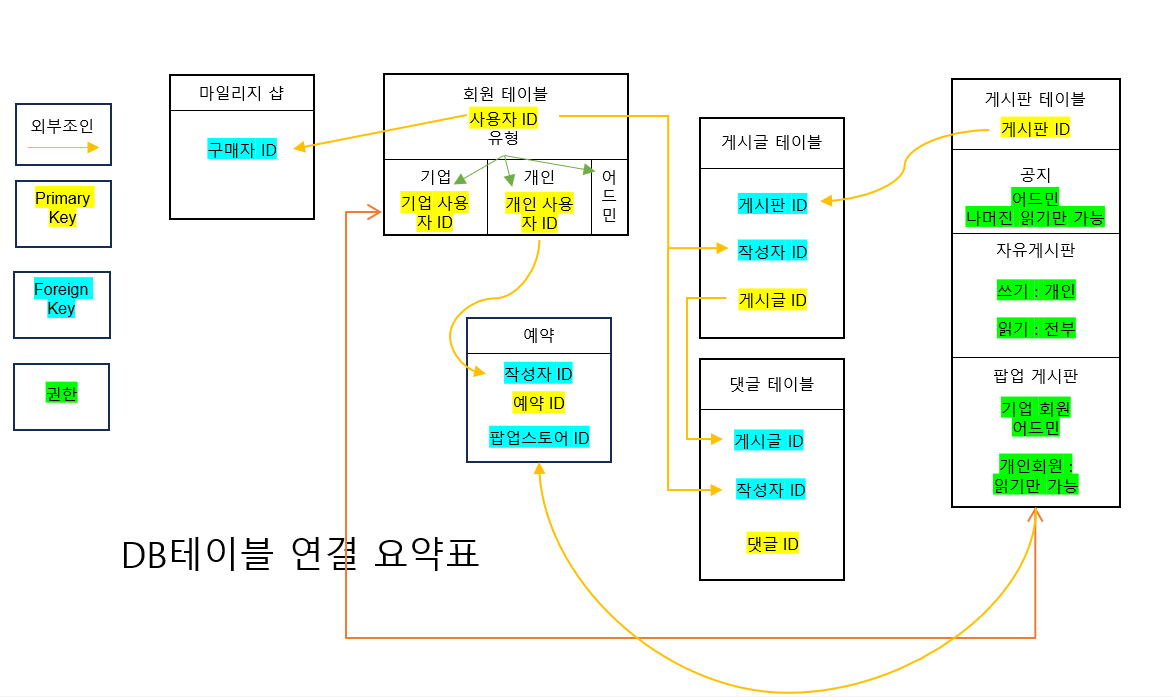 외부조인
Primary
Key
Foreign
Key
권한
마일리지 샵
구매자 ID
회원 테이블
사용자 ID
유형
기업
기업 사용
자 ID
개인
개인 사용
자 ID
어
드
민
예약
작성자 ID
예약 ID
팝업스토어 ID
게시글 테이블
게시판 ID
작성자 ID
게시글 ID
댓글 테이블
게시글 ID
작성자 ID
댓글 ID
게시판 테이블
게시판 ID
공지
어드민
나머진 읽기만 가능
자유게시판
쓰기 : 개인
읽기 : 전부
팝업 게시판
기업 회원
어드민
개인회원 :
읽기만 가능
DB테이블 연결 요약표